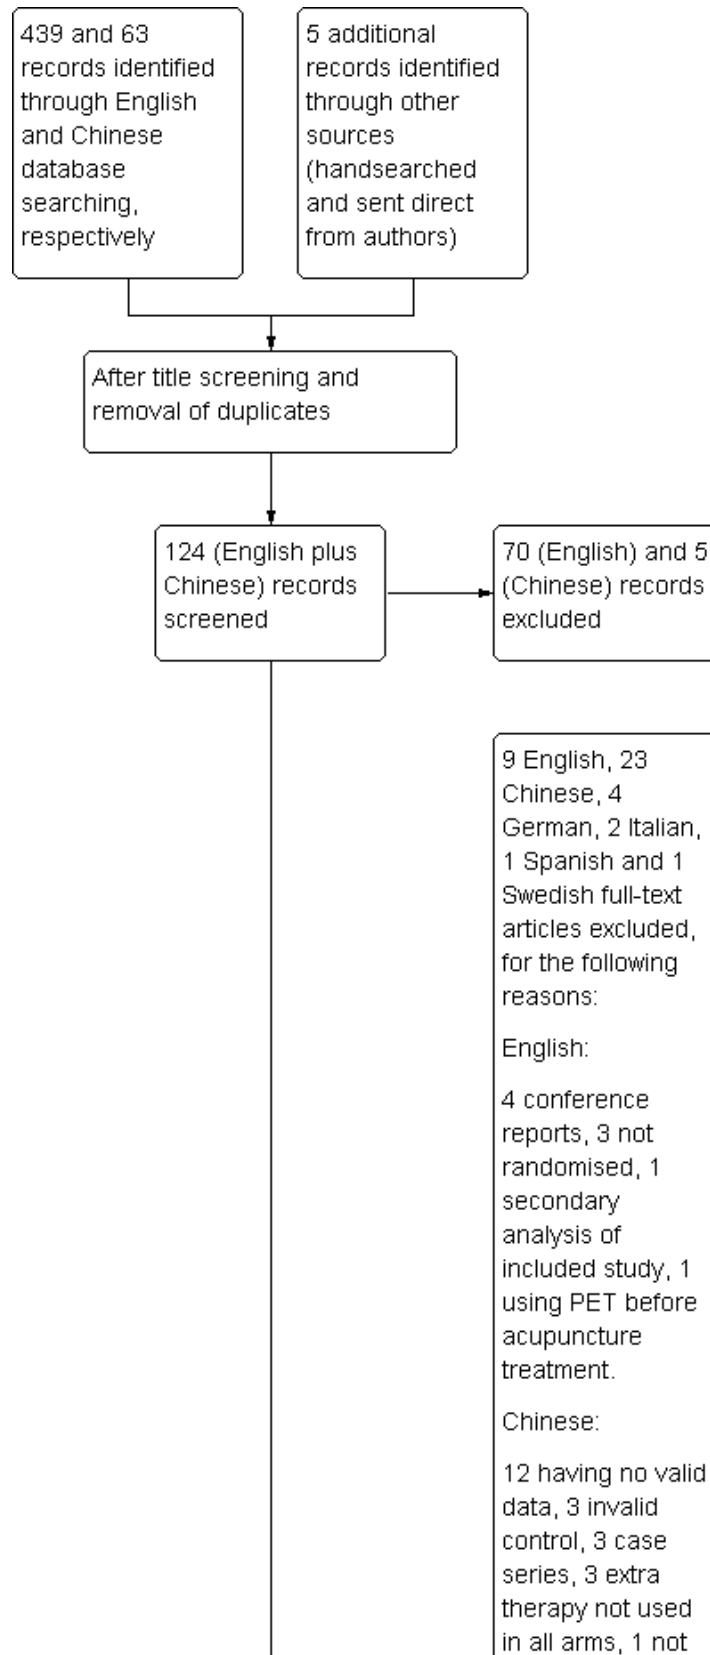 439 and 63
records identified
through English
and Chinese
database
searching,
respectively
5 additional
records identified
through other
sources
(handsearched
and sent direct
from authors)
After title screening and
removal of duplicates
124 (English plus
Chinese) records
screened
70 (English) and 5
(Chinese) records
excluded
9 English, 23
Chinese, 4
German, 2 Italian,
1 Spanish and 1
Swedish full-text
articles excluded,
for the following
reasons:
English:
4 conference
reports, 3 not
randomised, 1
secondary
analysis of
included study, 1
using PET before
acupuncture
treatment.
Chinese:
12 having no valid
data, 3 invalid
control, 3 case
series, 3 extra
therapy not used
in all arms, 1 not